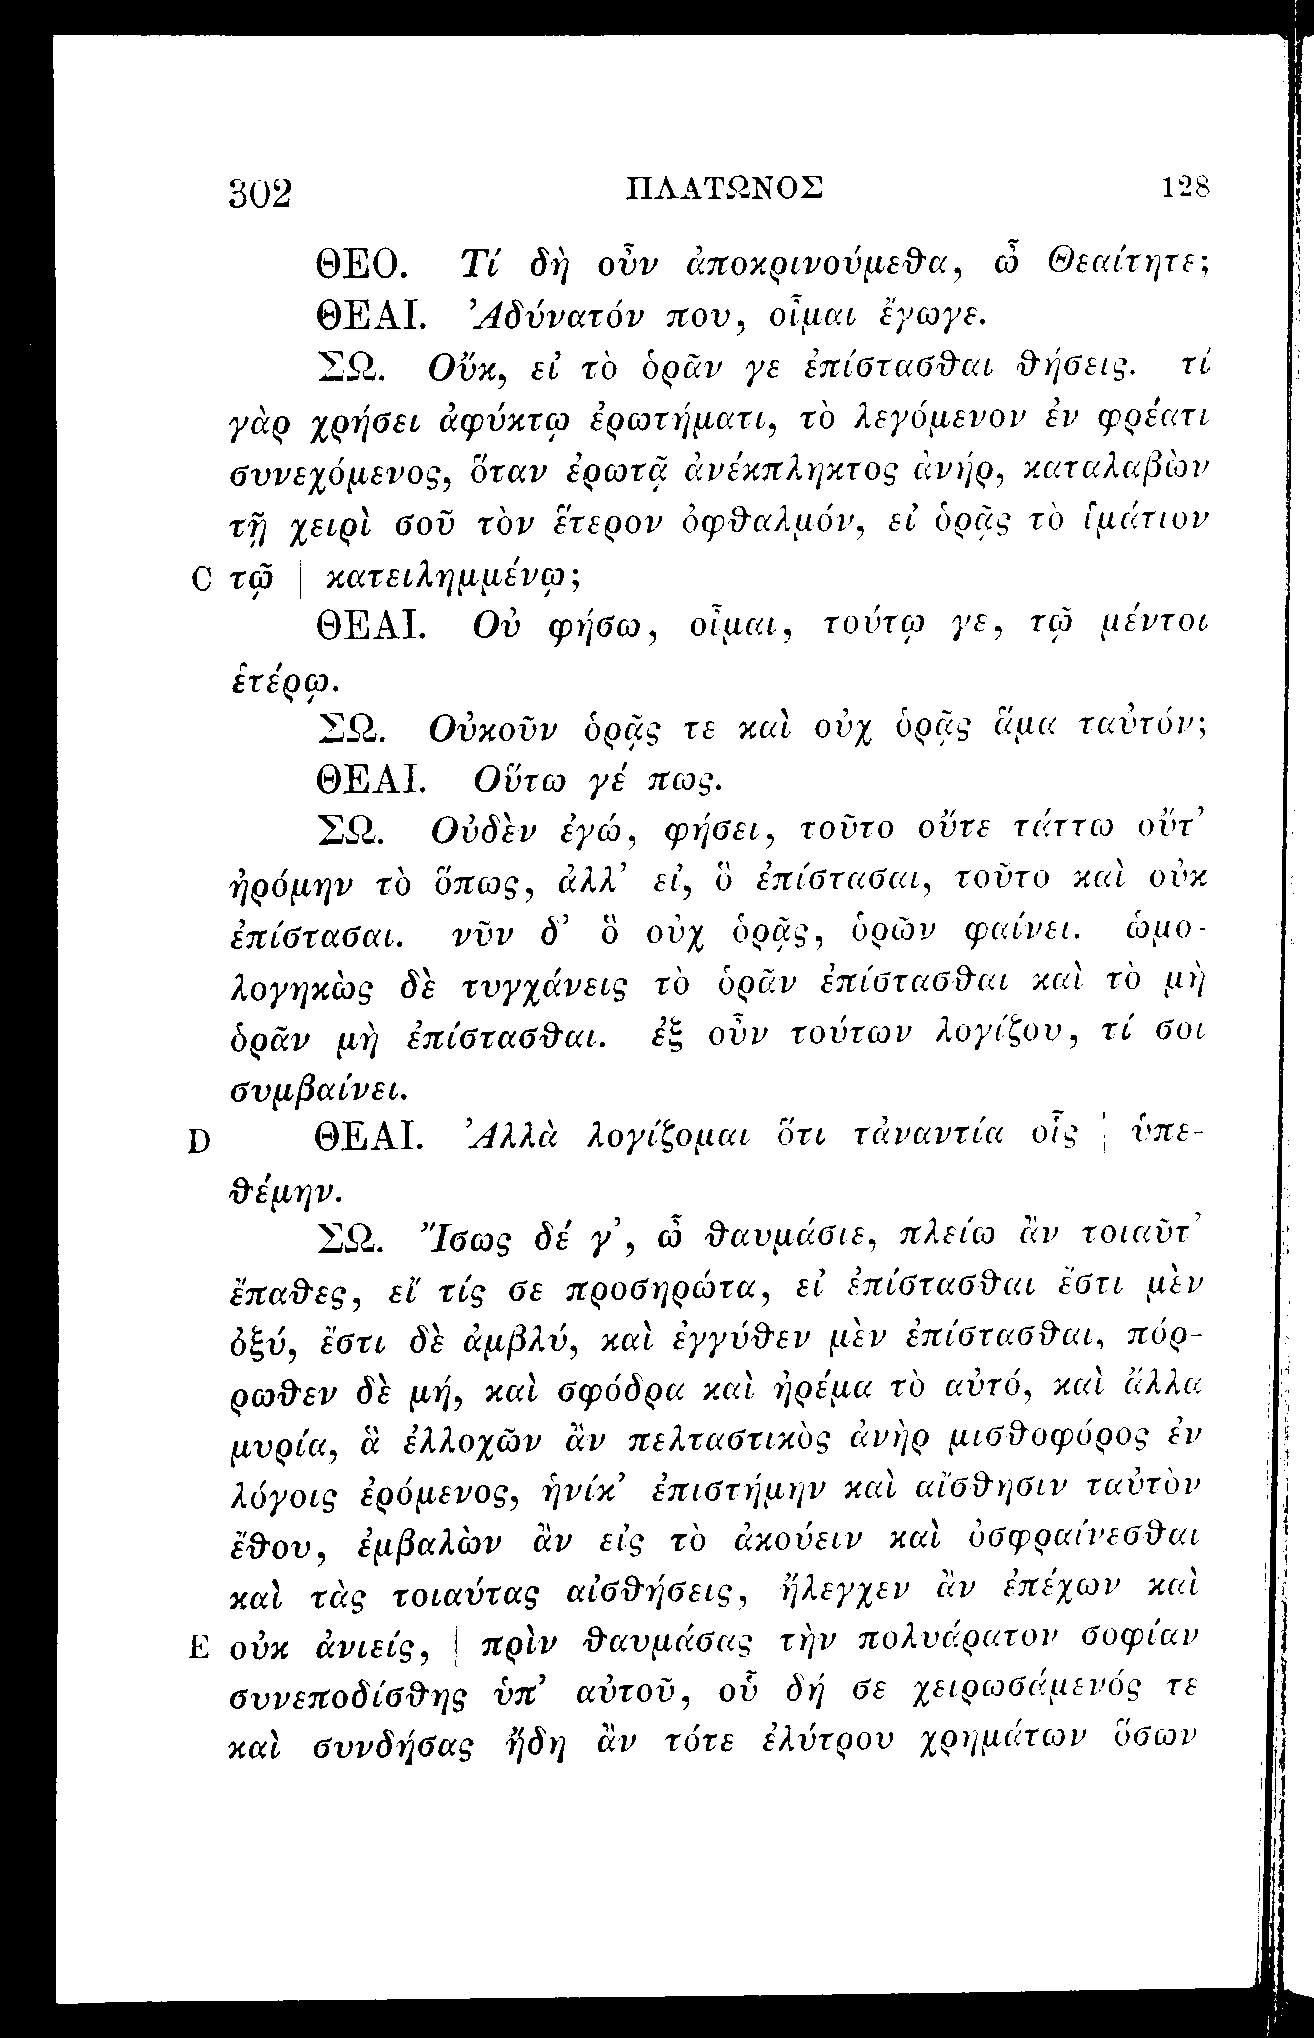 302 ΠΛΑΤΩΝΟΣ 128
ΘΕΟ. Τί δὴ οὖν ἀποκρινούμεθα, ὦ Θεαίτητε;
ΘΕΑΙ. Ἀδύνατόν που, οἶμαι ἔγωγε.
ΣΩ. Οὔκ, εἰ τὸ ὁρᾶν γε ἐπίστασθαι θήσεις. τί
γὰρ χρήσει ἀφύκτῳ ἐρωτήματι, τὸ λεγόμενον ἐν φρέατι
συνεχόμενος, ὅταν ἐρωτᾷ ἀνέκπληκτος ἀνήρ, καταλαβὼν
τῇ χειρὶ σοῦ τὸν ἕτερον ὀφθαλμόν, εἰ ὁρᾷς τὸ ἱμάτιον
C τῷ | κατειλημμένῳ;
ΘΕΑΙ. Οὐ φήσω, οἶμαι, τούτῳ γε, τῷ μέντοι
ἑτέρῳ.
ΣΩ. Οὐκοῦν ὁρᾷς τε καὶ οὐχ ὁρᾷς ἅμα ταὐτόν;
ΘΕΑΙ. Οὕτω γέ πως.
ΣΩ. Οὐδὲν ἐγώ, φήσει, τοῦτο οὔτε τάττω οὔτ’
ἠρόμην τὸ ὅπως, ἀλλ’ εἰ, ὃ ἐπίστασαι, τοῦτο καὶ οὐκ
ἐπίστασαι. νῦν δ’ ὃ οὐχ ὁρᾷς, ὁρῶν φαίνει. ὡμο-
λογηκὼς δὲ τυγχάνεις τὸ ὁρᾶν ἐπίστασθαι καὶ τὸ μὴ
ὁρᾶν μὴ ἐπίστασθαι. ἐξ οὖν τούτων λογίζου, τί σοι
συμβαίνει.
D ΘΕΑΙ. Ἀλλὰ λογίζομαι ὅτι τἀναντία οἷς | ὑπε-
θέμην.
ΣΩ. Ἴσως δέ γ’, ὦ θαυμάσιε, πλείω ἂν τοιαῦτ’
ἔπαθες, εἴ τίς σε προσηρώτα, εἰ ἐπίστασθαι ἔστι μὲν
ὀξύ, ἔστι δὲ ἀμβλύ, καὶ ἐγγύθεν μὲν ἐπίστασθαι, πόρ-
ρωθεν δὲ μή, καὶ σφόδρα καὶ ἠρέμα τὸ αὐτό, καὶ ἄλλα
μυρία, ἃ ἐλλοχῶν ἂν πελταστικὸς ἀνὴρ μισθοφόρος ἐν
λόγοις ἐρόμενος, ἡνίκ’ ἐπιστήμην καὶ αἴσθησιν ταὐτὸν
ἔθου, ἐμβαλὼν ἂν εἰς τὸ ἀκούειν καὶ ὀσφραίνεσθαι
καὶ τὰς τοιαύτας αἰσθήσεις, ἤλεγχεν ἂν ἐπέχων καὶ
E οὐκ ἀνιείς, | πρὶν θαυμάσας τὴν πολυάρατον σοφίαν
συνεποδίσθης ὑπ’ αὐτοῦ, οὗ δή σε χειρωσάμενός τε
καὶ συνδήσας ἤδη ἂν τότε ἐλύτρου χρημάτων ὅσων